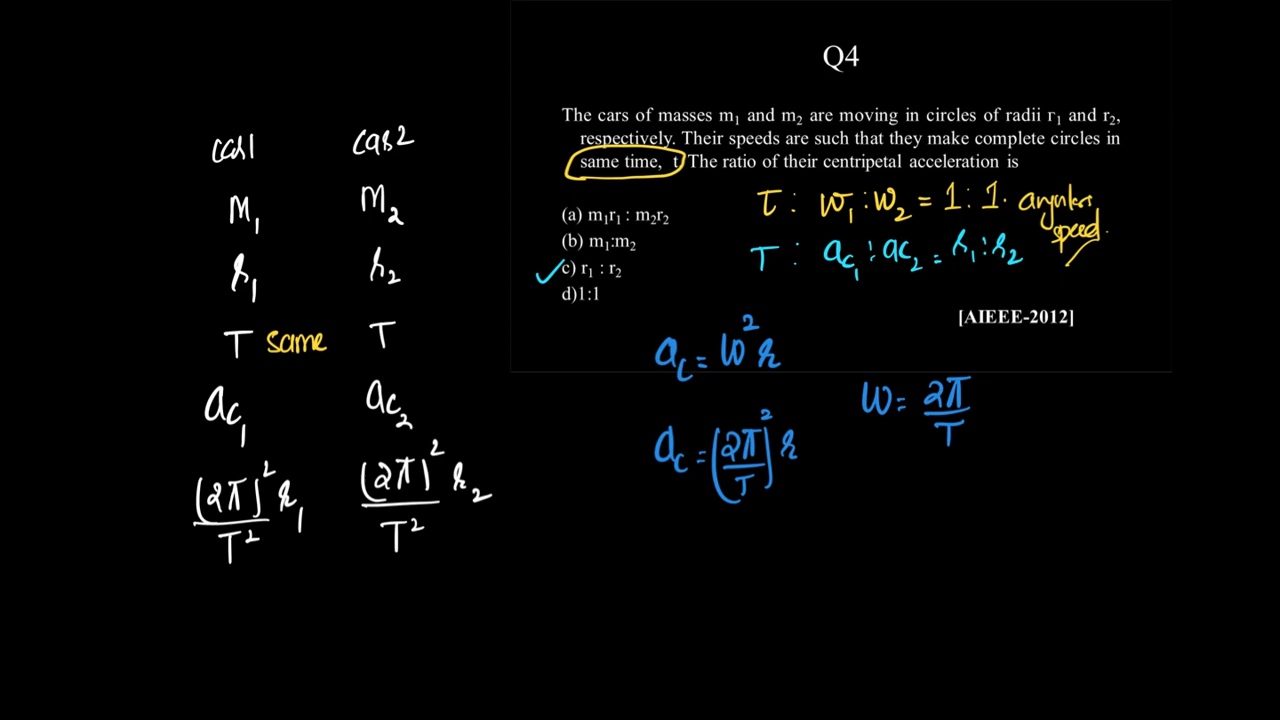 Q4
The cars of masses m₁ and m₂ are moving in circles of radii r₁ and r₂,
respectively. Their speeds are such that they make complete circles in
same time, t. The ratio of their centripetal acceleration is
(a) m₁r₁ : m₂r₂
(b) m₁:m₂
c) r₁ : r₂
d)1:1
[AIEEE-2012]
T : ω₁ : ω₂ = 1 : 1. angular speed.
T : ac₁ : ac₂ = r₁ : r₂
car1 car2
m₁ m₂
r₁ r₂
T same T
ac₁ ac₂
(2π)² r₁ / T² (2π)² r₂ / T²
ac = ω² r
ω = 2π / T
ac = (2π / T)² r